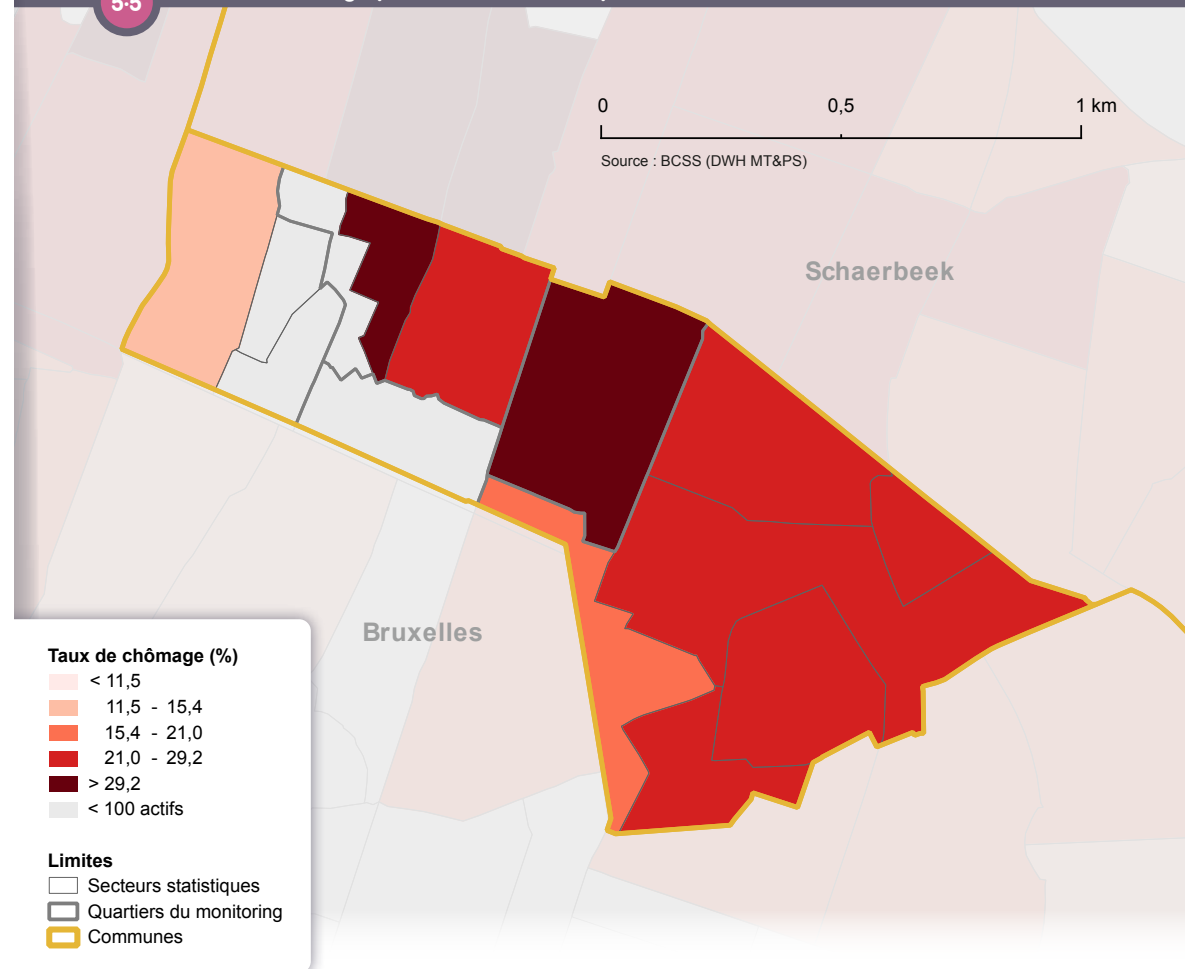 5·5
0 0,5 1 km
Source : BCSS (DWH MT&PS)
Schaerbeek
Bruxelles
Taux de chômage (%)
< 11,5
11,5 - 15,4
15,4 - 21,0
21,0 - 29,2
> 29,2
< 100 actifs
Limites
Secteurs statistiques
Quartiers du monitoring
Communes